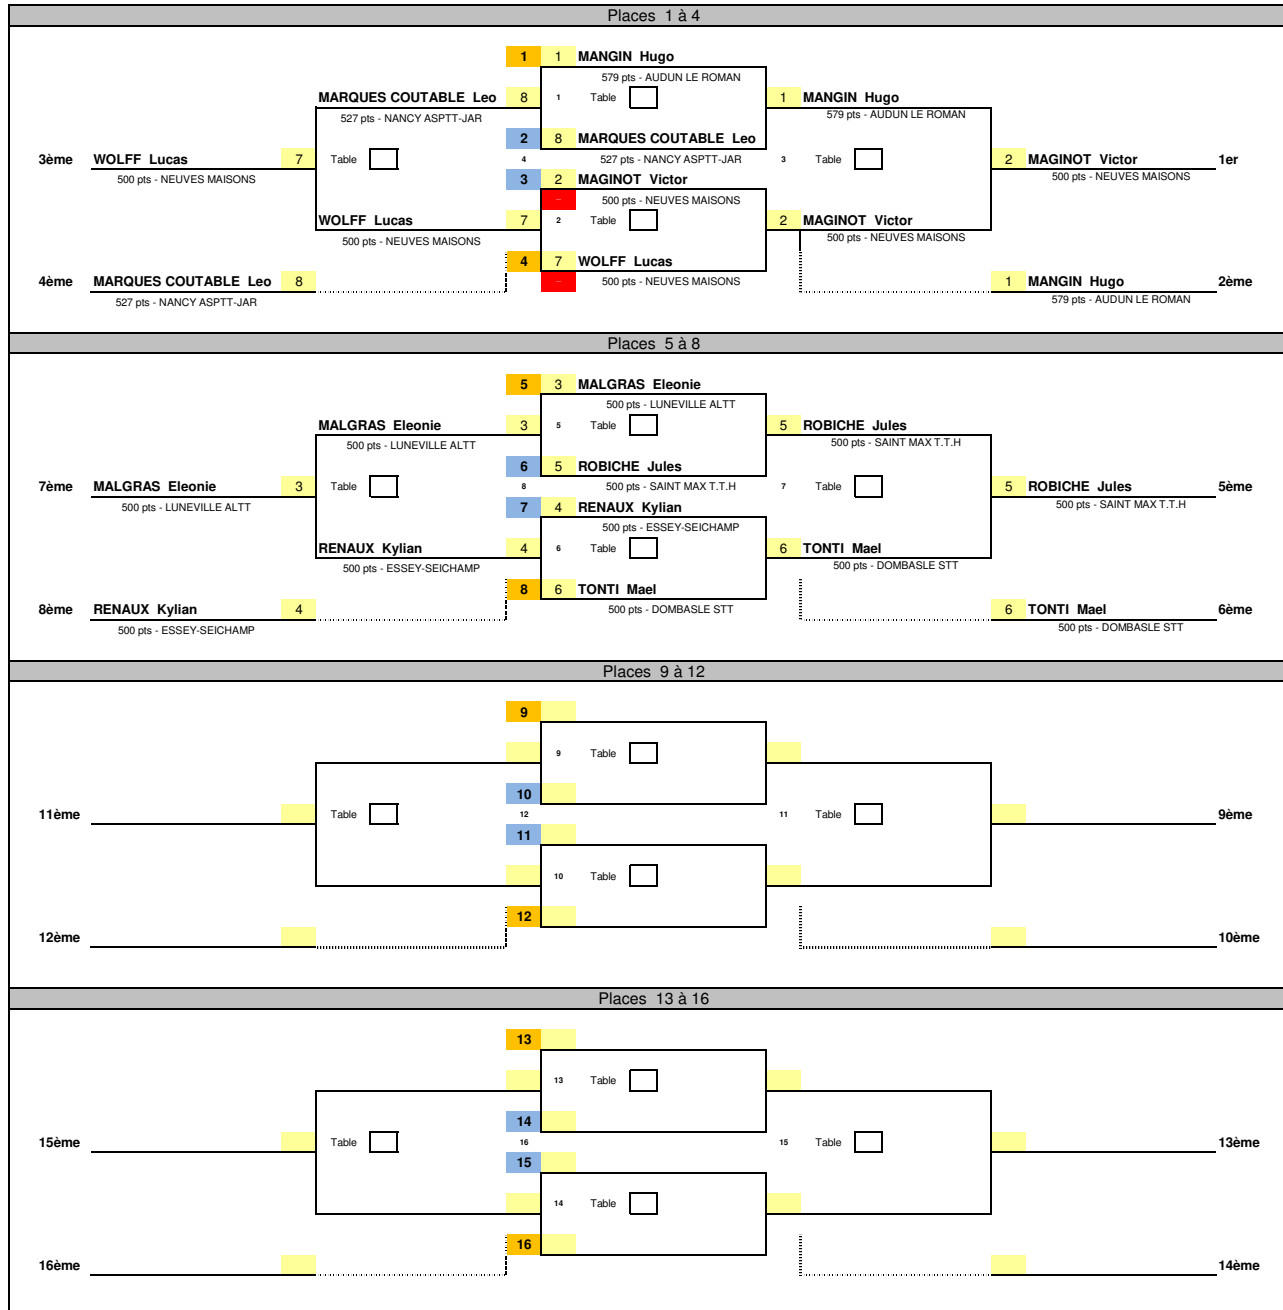 Places 1 à 4
1 1 MANGIN Hugo
579 pts - AUDUN LE ROMAN
MARQUES COUTABLE Leo 8 1 Table 1 MANGIN Hugo
527 pts - NANCY ASPTT-JAR 579 pts - AUDUN LE ROMAN
2 8 MARQUES COUTABLE Leo
3ème WOLFF Lucas 7 Table 4 527 pts - NANCY ASPTT-JAR 3 Table 2 MAGINOT Victor 1er
500 pts - NEUVES MAISONS 3 2 MAGINOT Victor 500 pts - NEUVES MAISONS
500 pts - NEUVES MAISONS
WOLFF Lucas 7 2 Table 2 MAGINOT Victor
500 pts - NEUVES MAISONS 500 pts - NEUVES MAISONS
4 7 WOLFF Lucas
4ème MARQUES COUTABLE Leo 8 500 pts - NEUVES MAISONS 1 MANGIN Hugo 2ème
527 pts - NANCY ASPTT-JAR 579 pts - AUDUN LE ROMAN
Places 5 à 8
5 3 MALGRAS Eleonie
500 pts - LUNEVILLE ALTT
MALGRAS Eleonie 3 5 Table 5 ROBICHE Jules
500 pts - LUNEVILLE ALTT 500 pts - SAINT MAX T.T.H
6 5 ROBICHE Jules
7ème MALGRAS Eleonie 3 Table 8 500 pts - SAINT MAX T.T.H 7 Table 5 ROBICHE Jules 5ème
500 pts - LUNEVILLE ALTT 7 4 RENAUX Kylian 500 pts - SAINT MAX T.T.H
500 pts - ESSEY-SEICHAMP
RENAUX Kylian 4 6 Table 6 TONTI Mael
500 pts - ESSEY-SEICHAMP 500 pts - DOMBASLE STT
8 6 TONTI Mael
8ème RENAUX Kylian 4 500 pts - DOMBASLE STT 6 TONTI Mael 6ème
500 pts - ESSEY-SEICHAMP 500 pts - DOMBASLE STT
Places 9 à 12
9
9 Table
10
11ème Table 12 11 Table 9ème
11
10 Table
12
12ème 10ème
Places 13 à 16
13
13 Table
14
15ème Table 16 15 Table 13ème
15
14 Table
16
16ème 14ème